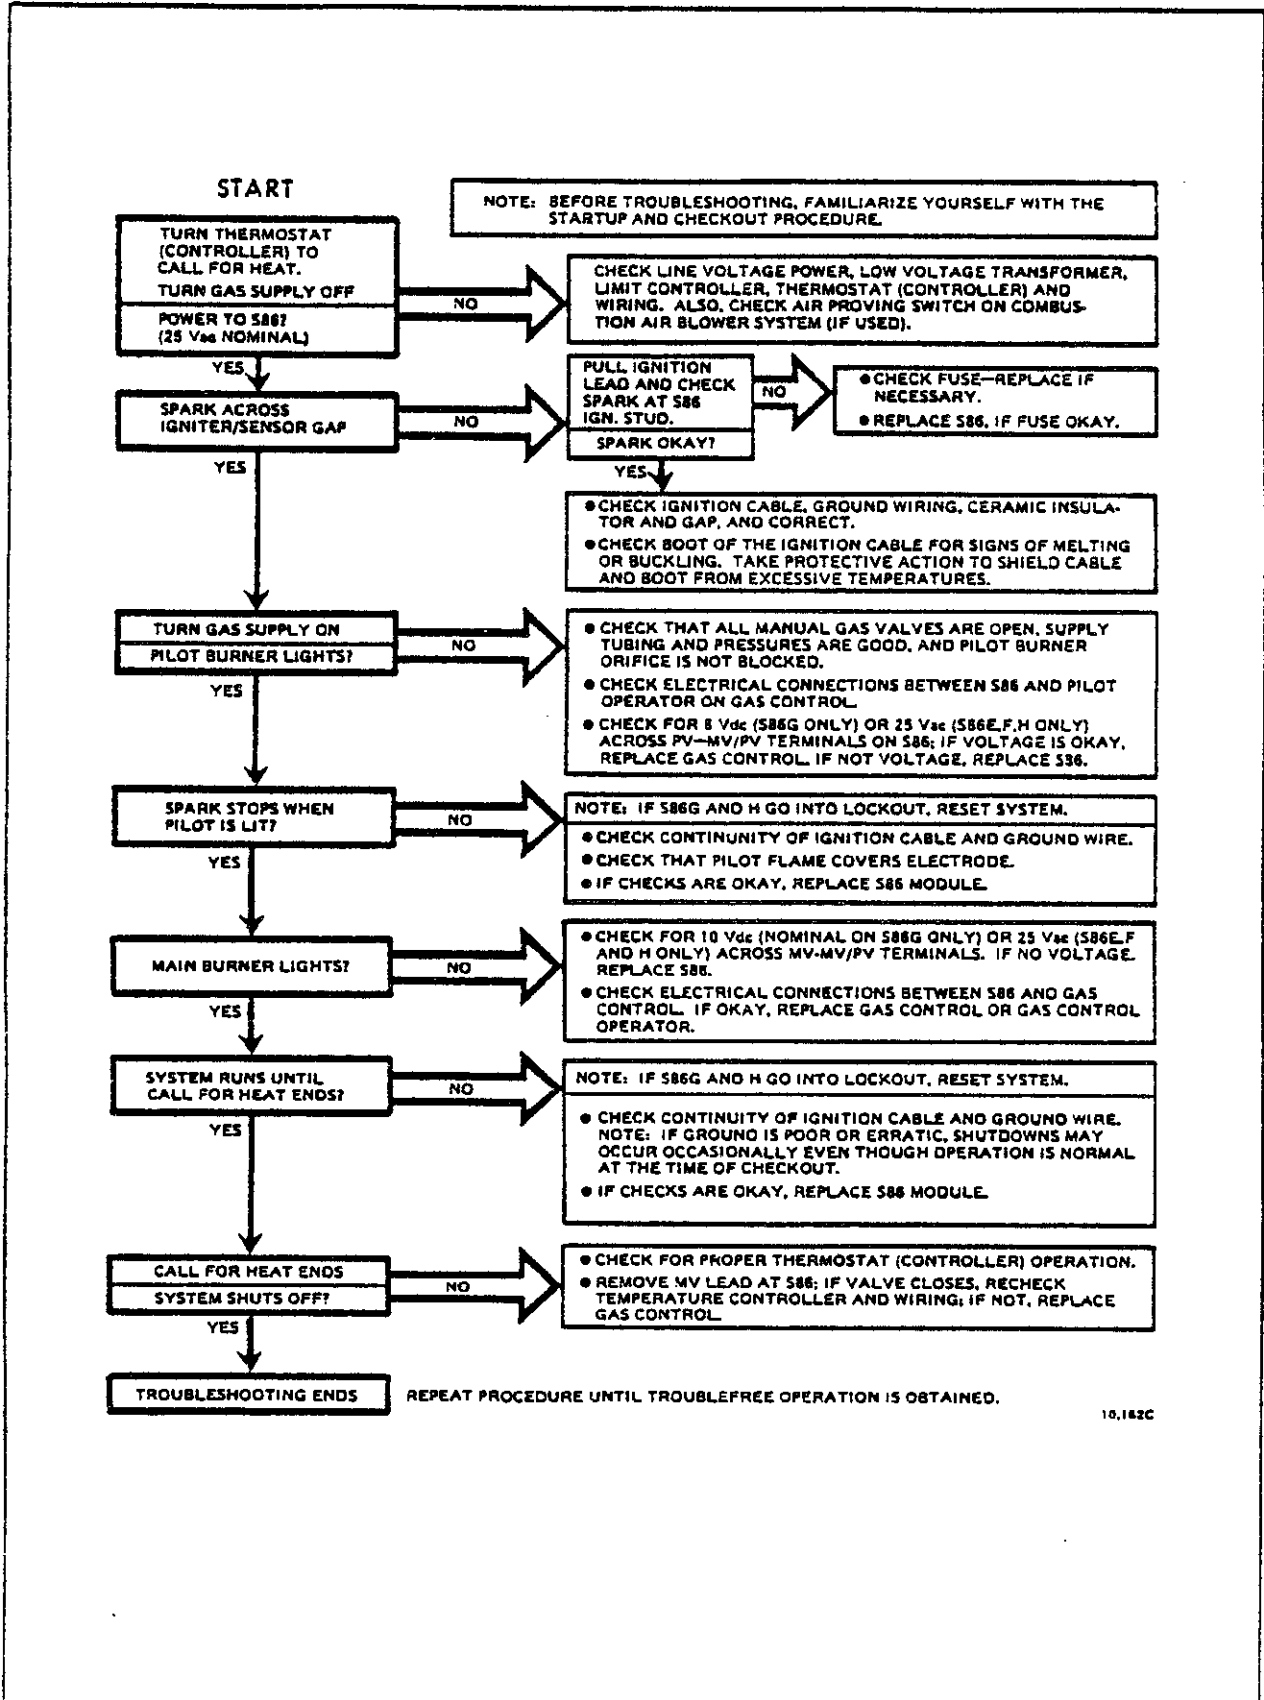 START
NOTE: BEFORE TROUBLESHOOTING, FAMILIARIZE YOURSELF WITH THE
STARTUP AND CHECKOUT PROCEDURE.
TURN THERMOSTAT
(CONTROLLER) TO
CALL FOR HEAT.
TURN GAS SUPPLY OFF
POWER TO S86?
(25 Vac NOMINAL)
NO
CHECK LINE VOLTAGE POWER, LOW VOLTAGE TRANSFORMER,
LIMIT CONTROLLER, THERMOSTAT (CONTROLLER) AND
WIRING. ALSO, CHECK AIR PROVING SWITCH ON COMBUS-
TION AIR BLOWER SYSTEM (IF USED).
YES
SPARK ACROSS
IGNITER/SENSOR GAP
NO
PULL IGNITION
LEAD AND CHECK
SPARK AT S86
IGN. STUD.
SPARK OKAY?
NO
● CHECK FUSE—REPLACE IF
NECESSARY.
● REPLACE S86, IF FUSE OKAY.
YES
YES
● CHECK IGNITION CABLE, GROUND WIRING, CERAMIC INSULA-
TOR AND GAP, AND CORRECT.
● CHECK BOOT OF THE IGNITION CABLE FOR SIGNS OF MELTING
OR BUCKLING. TAKE PROTECTIVE ACTION TO SHIELD CABLE
AND BOOT FROM EXCESSIVE TEMPERATURES.
TURN GAS SUPPLY ON
PILOT BURNER LIGHTS?
NO
● CHECK THAT ALL MANUAL GAS VALVES ARE OPEN, SUPPLY
TUBING AND PRESSURES ARE GOOD, AND PILOT BURNER
ORIFICE IS NOT BLOCKED.
● CHECK ELECTRICAL CONNECTIONS BETWEEN S86 AND PILOT
OPERATOR ON GAS CONTROL.
● CHECK FOR 8 Vdc (S86G ONLY) OR 25 Vac (S86E,F,H ONLY)
ACROSS PV—MV/PV TERMINALS ON S86; IF VOLTAGE IS OKAY,
REPLACE GAS CONTROL. IF NOT VOLTAGE, REPLACE S86.
YES
SPARK STOPS WHEN
PILOT IS LIT?
NO
NOTE: IF S86G AND H GO INTO LOCKOUT, RESET SYSTEM.
● CHECK CONTINUNITY OF IGNITION CABLE AND GROUND WIRE.
● CHECK THAT PILOT FLAME COVERS ELECTRODE.
● IF CHECKS ARE OKAY, REPLACE S86 MODULE.
YES
MAIN BURNER LIGHTS?
NO
● CHECK FOR 10 Vdc (NOMINAL ON S86G ONLY) OR 25 Vac (S86E,F
AND H ONLY) ACROSS MV-MV/PV TERMINALS. IF NO VOLTAGE,
REPLACE S86.
● CHECK ELECTRICAL CONNECTIONS BETWEEN S86 AND GAS
CONTROL. IF OKAY, REPLACE GAS CONTROL OR GAS CONTROL
OPERATOR.
YES
SYSTEM RUNS UNTIL
CALL FOR HEAT ENDS?
NO
NOTE: IF S86G AND H GO INTO LOCKOUT, RESET SYSTEM.
● CHECK CONTINUITY OF IGNITION CABLE AND GROUND WIRE.
NOTE: IF GROUND IS POOR OR ERRATIC, SHUTDOWNS MAY
OCCUR OCCASIONALLY EVEN THOUGH OPERATION IS NORMAL
AT THE TIME OF CHECKOUT.
● IF CHECKS ARE OKAY, REPLACE S86 MODULE.
YES
CALL FOR HEAT ENDS
SYSTEM SHUTS OFF?
NO
● CHECK FOR PROPER THERMOSTAT (CONTROLLER) OPERATION.
● REMOVE MV LEAD AT S86; IF VALVE CLOSES, RECHECK
TEMPERATURE CONTROLLER AND WIRING; IF NOT, REPLACE
GAS CONTROL.
YES
TROUBLESHOOTING ENDS
REPEAT PROCEDURE UNTIL TROUBLEFREE OPERATION IS OBTAINED.